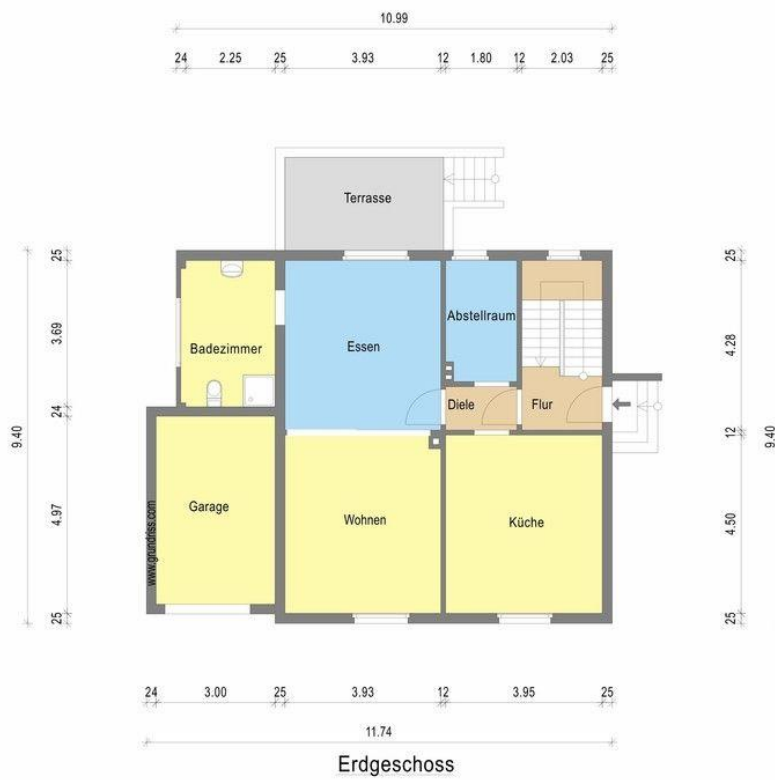 10.99
24 2.25 25 3.93 12 1.80 12 2.03 25
Terrasse
25 3.69 24 4.97 25
9.40
Badezimmer
Essen
Abstellraum
Diele
Flur
Garage
www.grundriss.com
Wohnen
Küche
25 4.28 12 4.50 25
9.40
24 3.00 25 3.93 12 3.95 25
11.74
Erdgeschoss